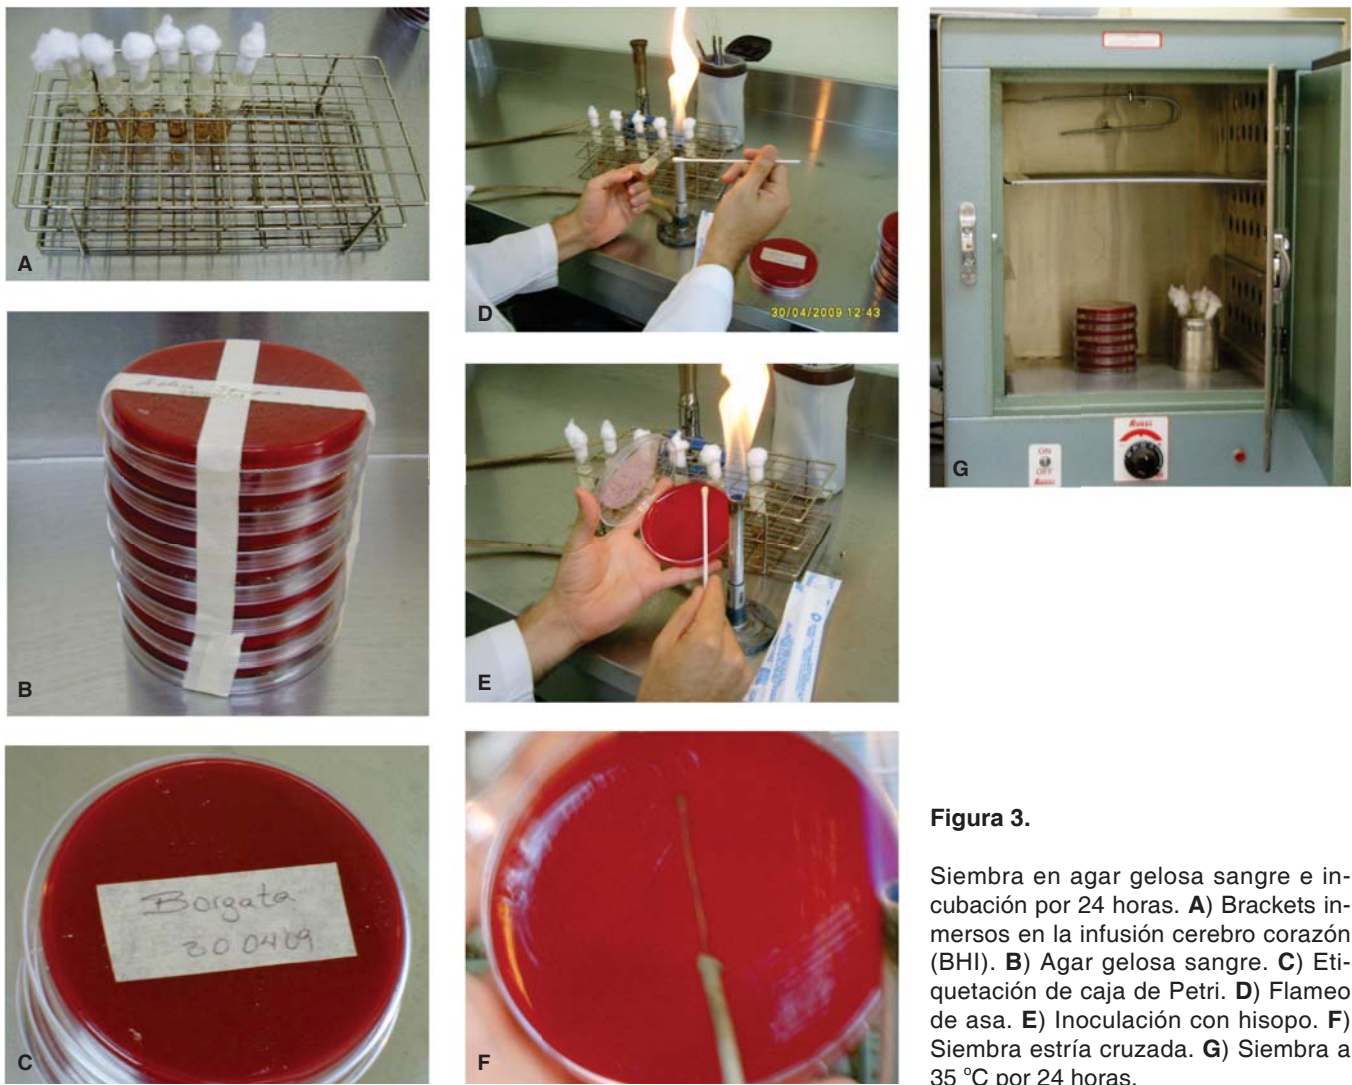 A
B
C
Borgata
30 04 09
D
30/04/2009 12:43
E
F
G
ON
OFF
Figura 3.
Siembra en agar gelosa sangre e in-
cubación por 24 horas. A) Brackets in-
mersos en la infusión cerebro corazón
(BHI). B) Agar gelosa sangre. C) Eti-
quetación de caja de Petri. D) Flameo
de asa. E) Inoculación con hisopo. F)
Siembra estría cruzada. G) Siembra a
35 °C por 24 horas.